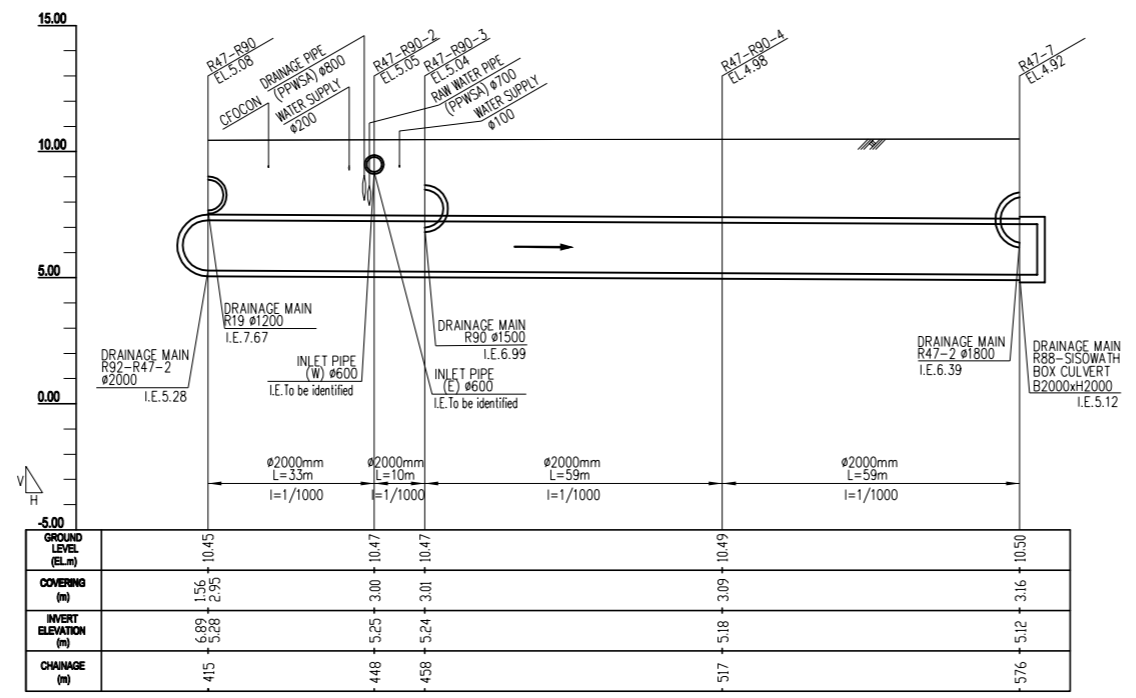 15.00
10.00
5.00
0.00
-5.00
R47-R90
EL.5.08
CFOCON
DRAINAGE PIPE
(PPWSA) ø800
WATER SUPPLY
ø200
R47-R90-2
EL.5.05
R47-R90-3
EL.5.04
RAW WATER PIPE
(PPWSA) ø700
WATER SUPPLY
ø100
R47-R90-4
EL.4.98
R47-7
EL.4.92
DRAINAGE MAIN
R19 ø1200
I.E.7.67
DRAINAGE MAIN
R92-R47-2
ø2000
I.E.5.28
INLET PIPE
(W) ø600
I.E.To be identified
DRAINAGE MAIN
R90 ø1500
I.E.6.99
INLET PIPE
(E) ø600
I.E.To be identified
DRAINAGE MAIN
R47-2 ø1800
I.E.6.39
DRAINAGE MAIN
R88-SISOWATH
BOX CULVERT
B2000xH2000
I.E.5.12
V
H
ø2000mm
L=33m
I=1/1000
ø2000mm
L=10m
I=1/1000
ø2000mm
L=59m
I=1/1000
ø2000mm
L=59m
I=1/1000
GROUND
LEVEL
(EL.m)
10.45
10.47
10.47
10.49
10.50
COVERING
(m)
1.56
2.95
3.00
3.01
3.09
3.16
INVERT
ELEVATION
(m)
6.89
5.28
5.25
5.24
5.18
5.12
CHAINAGE
(m)
415
448
458
517
576